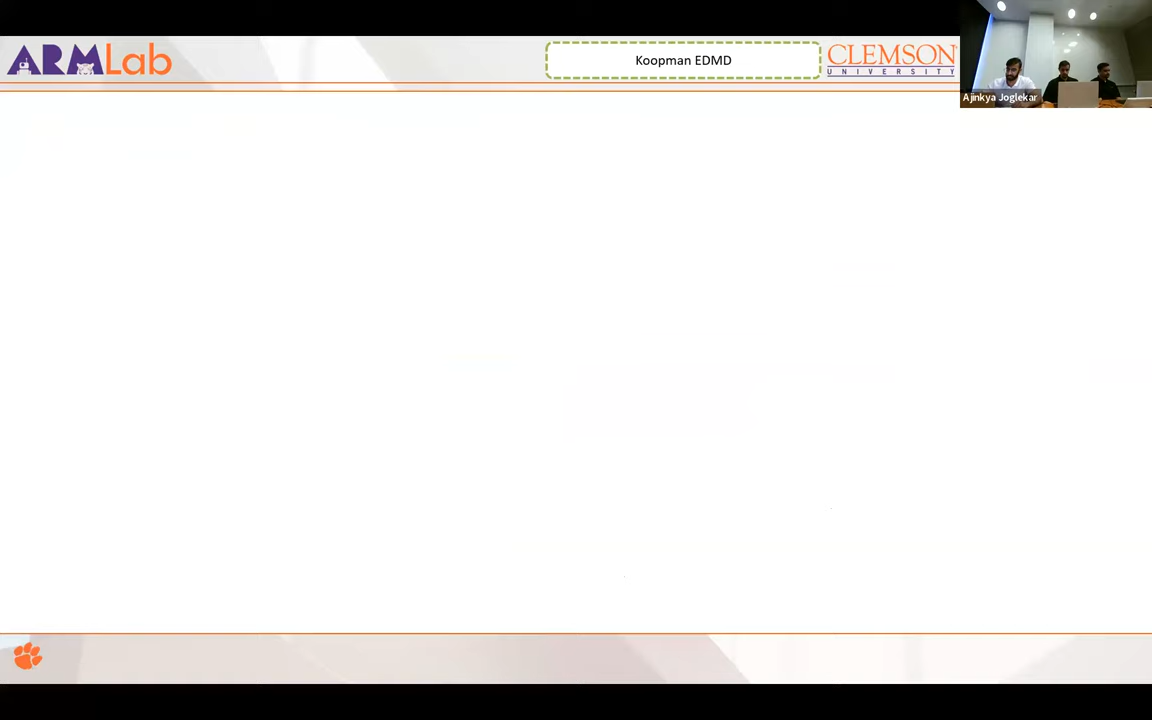 ARMLab
Koopman EDMD
CLEMSON
UNIVERSITY
Ajinkya Joglekar